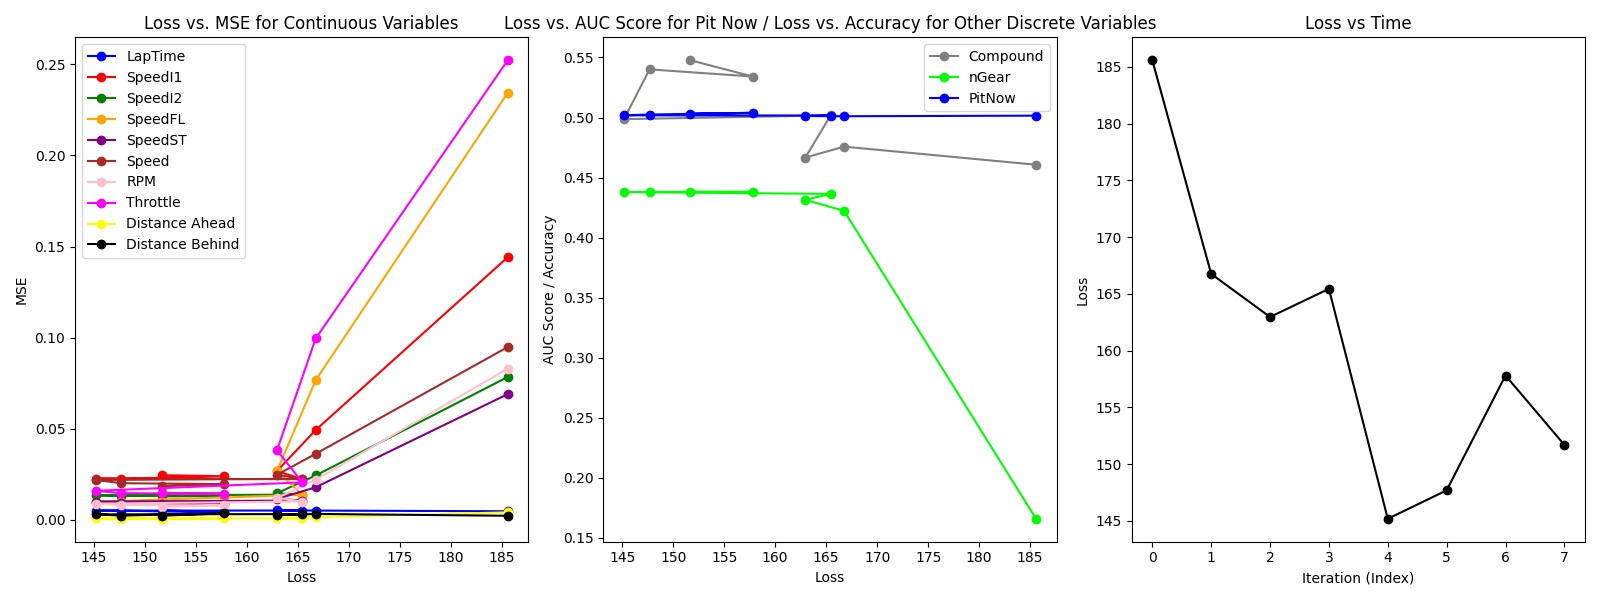 Loss vs. MSE for Continuous Variables
LapTime
SpeedI1
SpeedI2
SpeedFL
SpeedST
Speed
RPM
Throttle
Distance Ahead
Distance Behind
0.25
0.20
0.15
0.10
0.05
0.00
MSE
145 150 155 160 165 170 175 180 185
Loss
Loss vs. AUC Score for Pit Now / Loss vs. Accuracy for Other Discrete Variables
Compound
nGear
PitNow
0.55
0.50
0.45
0.40
0.35
0.30
0.25
0.20
0.15
AUC Score / Accuracy
145 150 155 160 165 170 175 180 185
Loss
Loss vs Time
185
180
175
170
165
160
155
150
145
Loss
0 1 2 3 4 5 6 7
Iteration (Index)